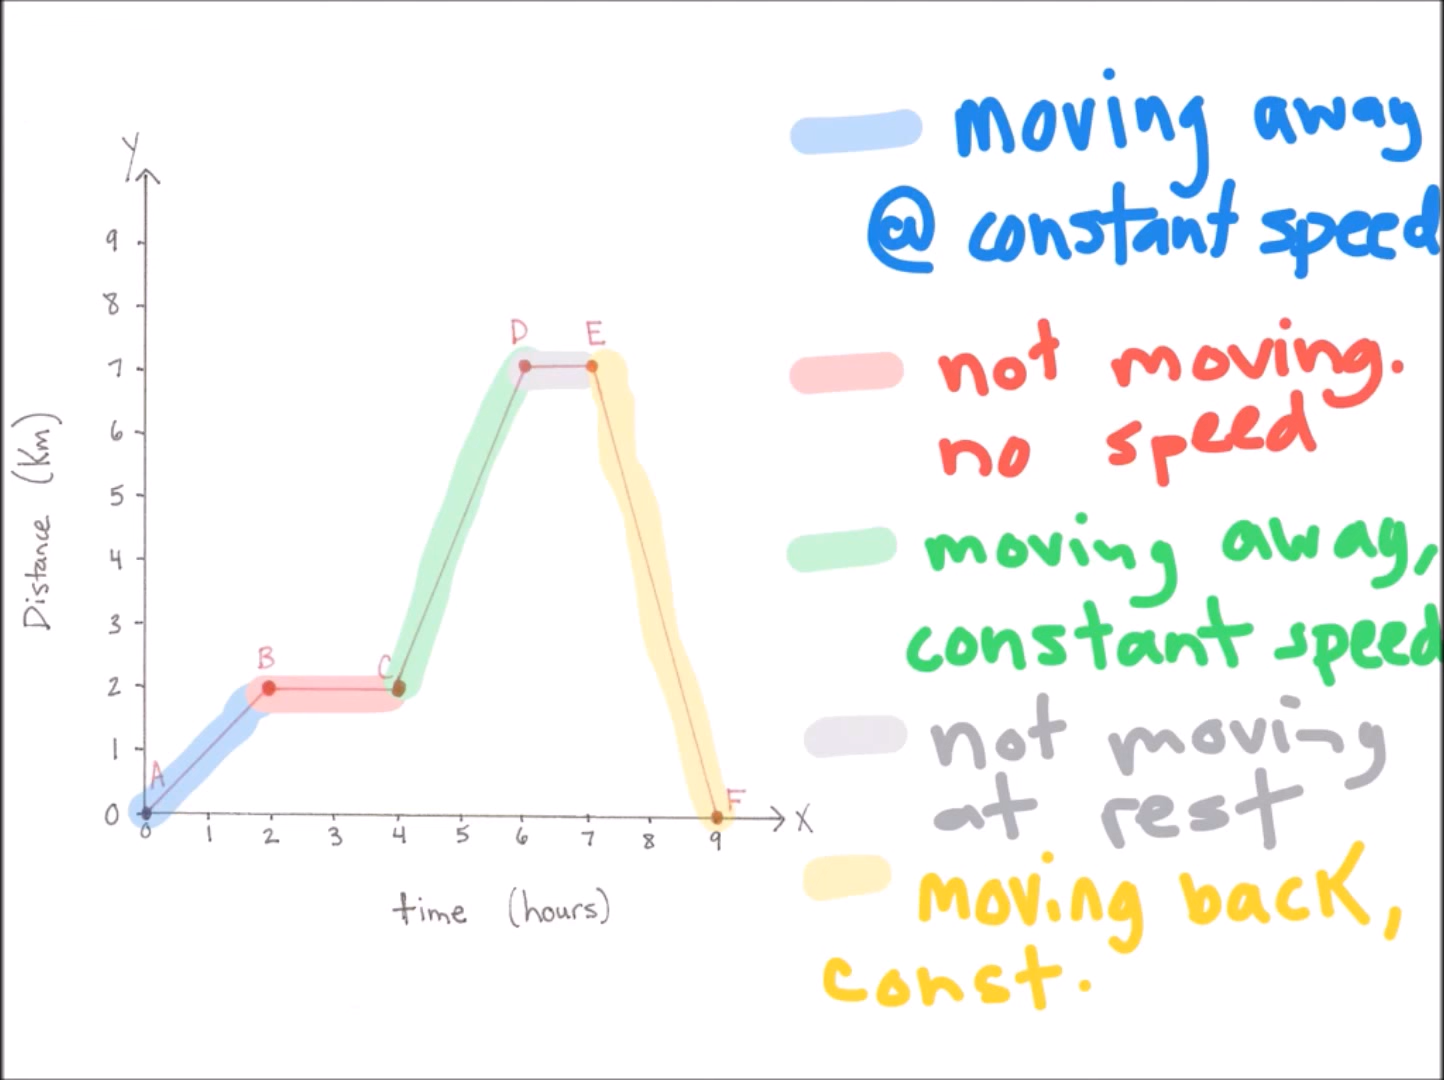 Y
9
8
7
6
5
4
3
2
1
0
Distance (Km)
A
B
C
D
E
F
0 1 2 3 4 5 6 7 8 9
X
time (hours)
moving away
@ constant speed
not moving.
no speed
moving away,
constant speed
not moving
at rest
moving back,
const.